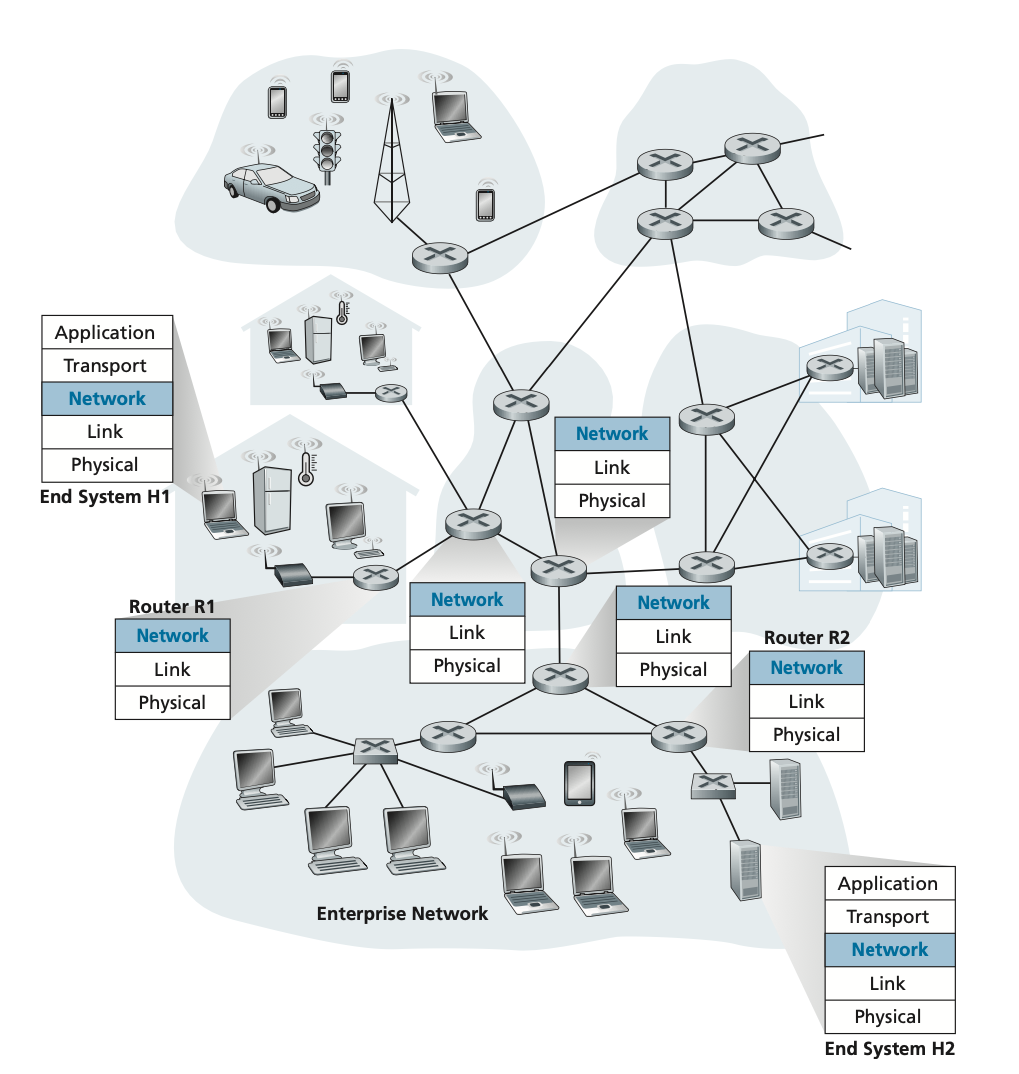 Application
Transport
Network
Link
Physical
End System H1
Network
Link
Physical
Router R1
Network
Link
Physical
Network
Link
Physical
Network
Link
Physical
Router R2
Network
Link
Physical
Enterprise Network
Application
Transport
Network
Link
Physical
End System H2